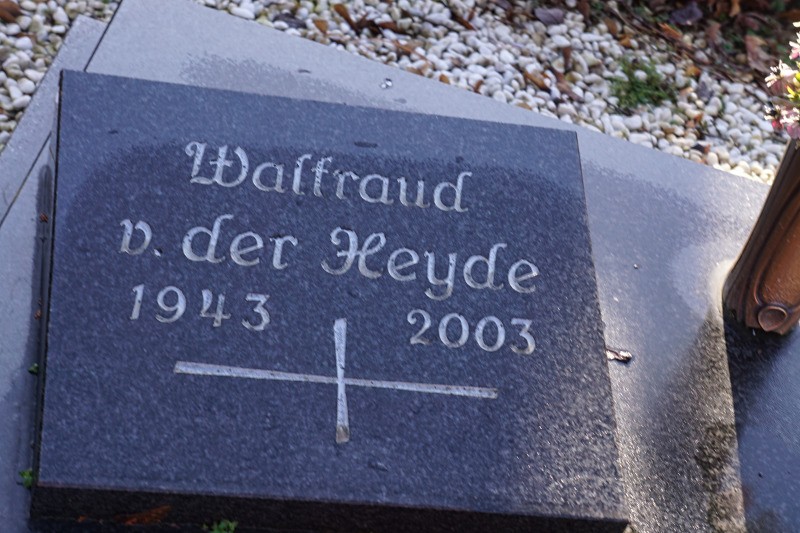 Waltraud
v. der Heyde
1943 2003